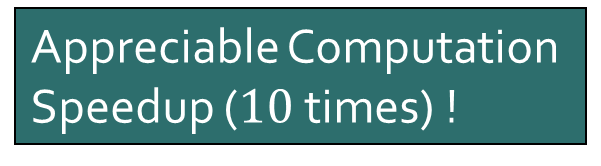 Appreciable Computation
Speedup (10 times) !